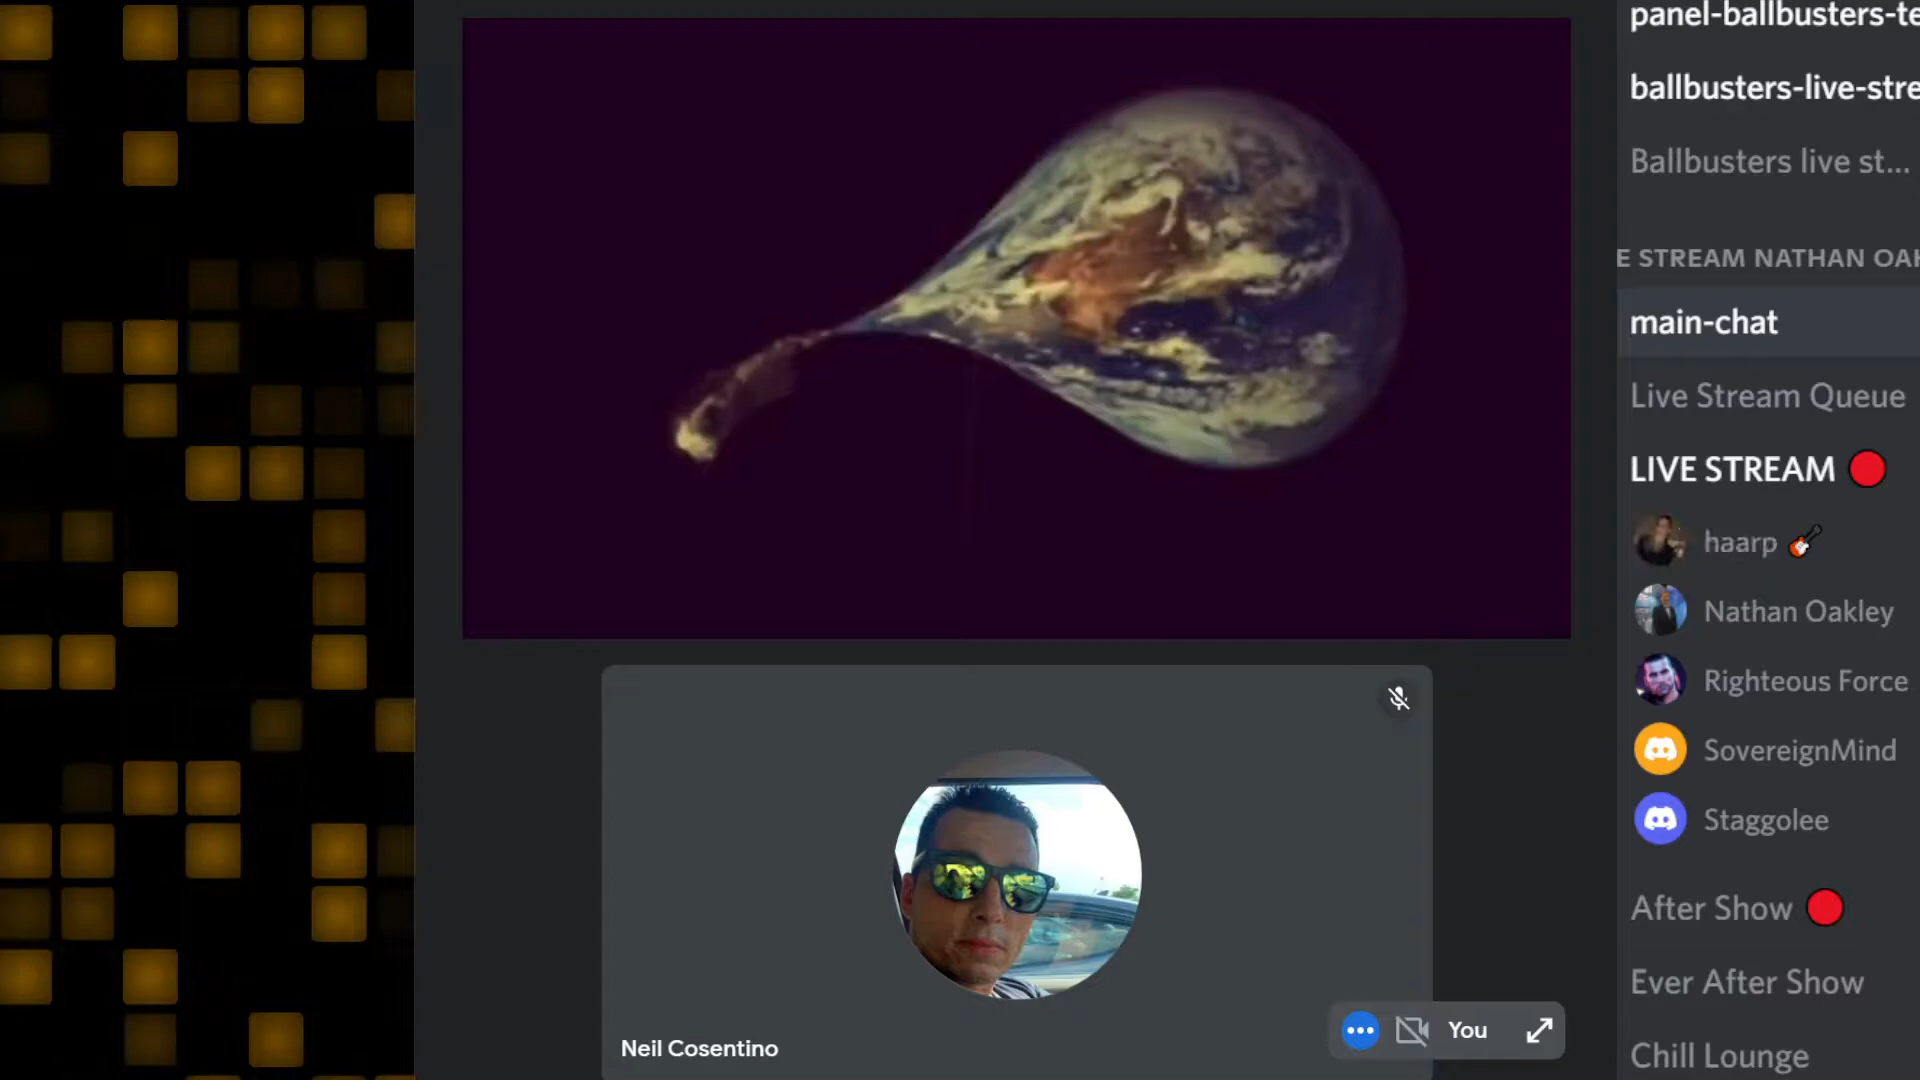 panel-ballbusters-te
ballbusters-live-stre
Ballbusters live st...
E STREAM NATHAN OAK
main-chat
Live Stream Queue
LIVE STREAM
haarp
Nathan Oakley
Righteous Force
SovereignMind
Staggolee
After Show
Ever After Show
Chill Lounge
Neil Cosentino
You